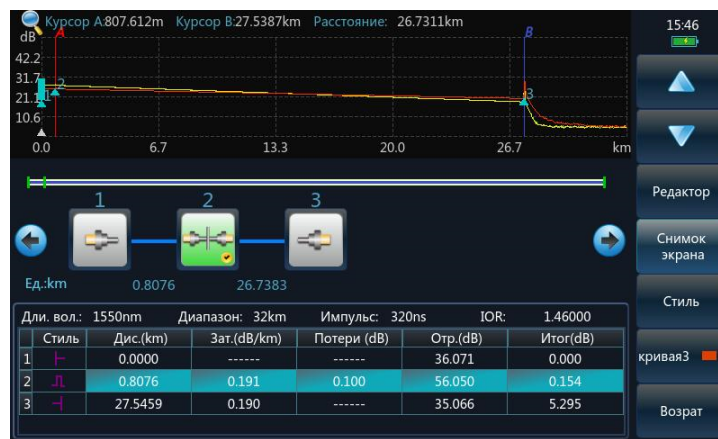 Курсор A:807.612m Курсор B:27.5387km Расстояние: 26.7311km
15:46
dB A B
42.2
31.7
21.1
10.6
1 2 3
0.0 6.7 13.3 20.0 26.7 km
1 2 3
Ед.:km 0.8076 26.7383
Дли. вол.: 1550nm Диапазон: 32km Импульс: 320ns IOR: 1.46000
Стиль Дис.(km) Зат.(dB/km) Потери (dB) Отр.(dB) Итог(dB)
1 0.0000 ------ ------ 36.071 0.000
2 0.8076 0.191 0.100 56.050 0.154
3 27.5459 0.190 ------ 35.066 5.295
Редактор
Снимок
экрана
Стиль
кривая3
Возрат